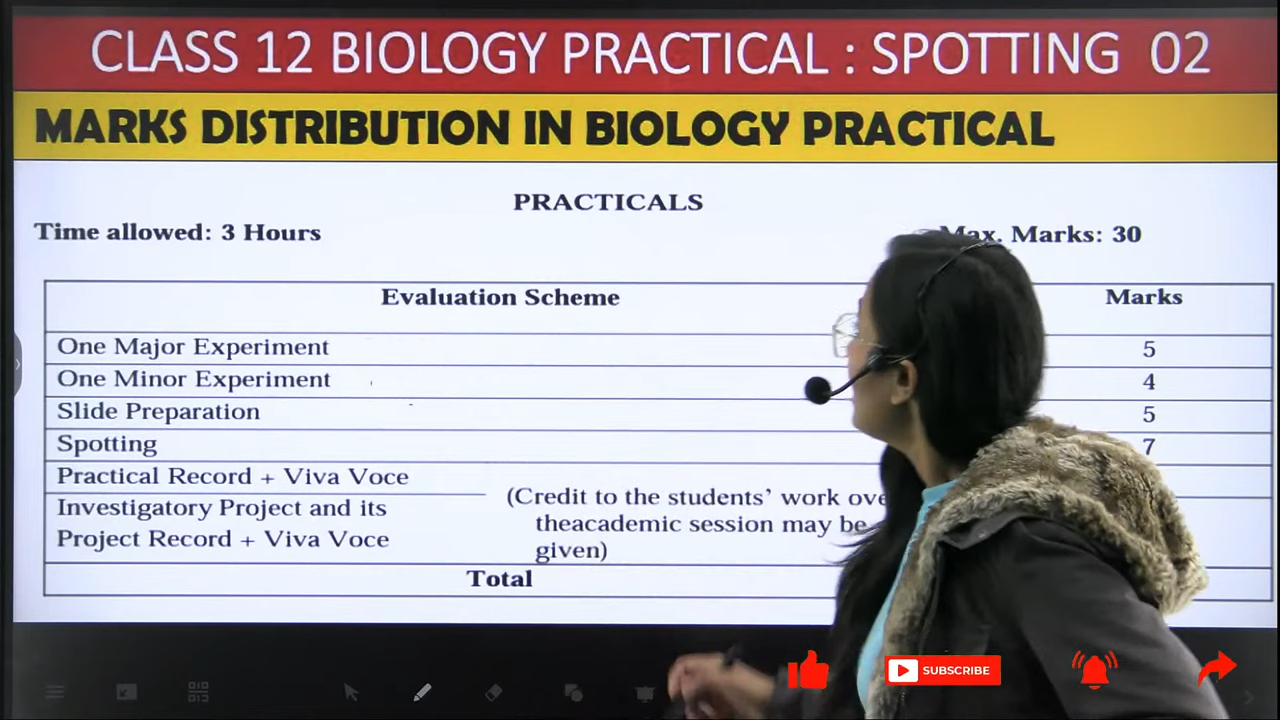 CLASS 12 BIOLOGY PRACTICAL : SPOTTING 02
MARKS DISTRIBUTION IN BIOLOGY PRACTICAL
PRACTICALS
Time allowed: 3 Hours Max. Marks: 30
Evaluation Scheme Marks
One Major Experiment 5
One Minor Experiment 4
Slide Preparation 5
Spotting 7
Practical Record + Viva Voce
(Credit to the students' work
Investigatory Project and its
theacademic session may be
Project Record + Viva Voce
given)
Total
SUBSCRIBE